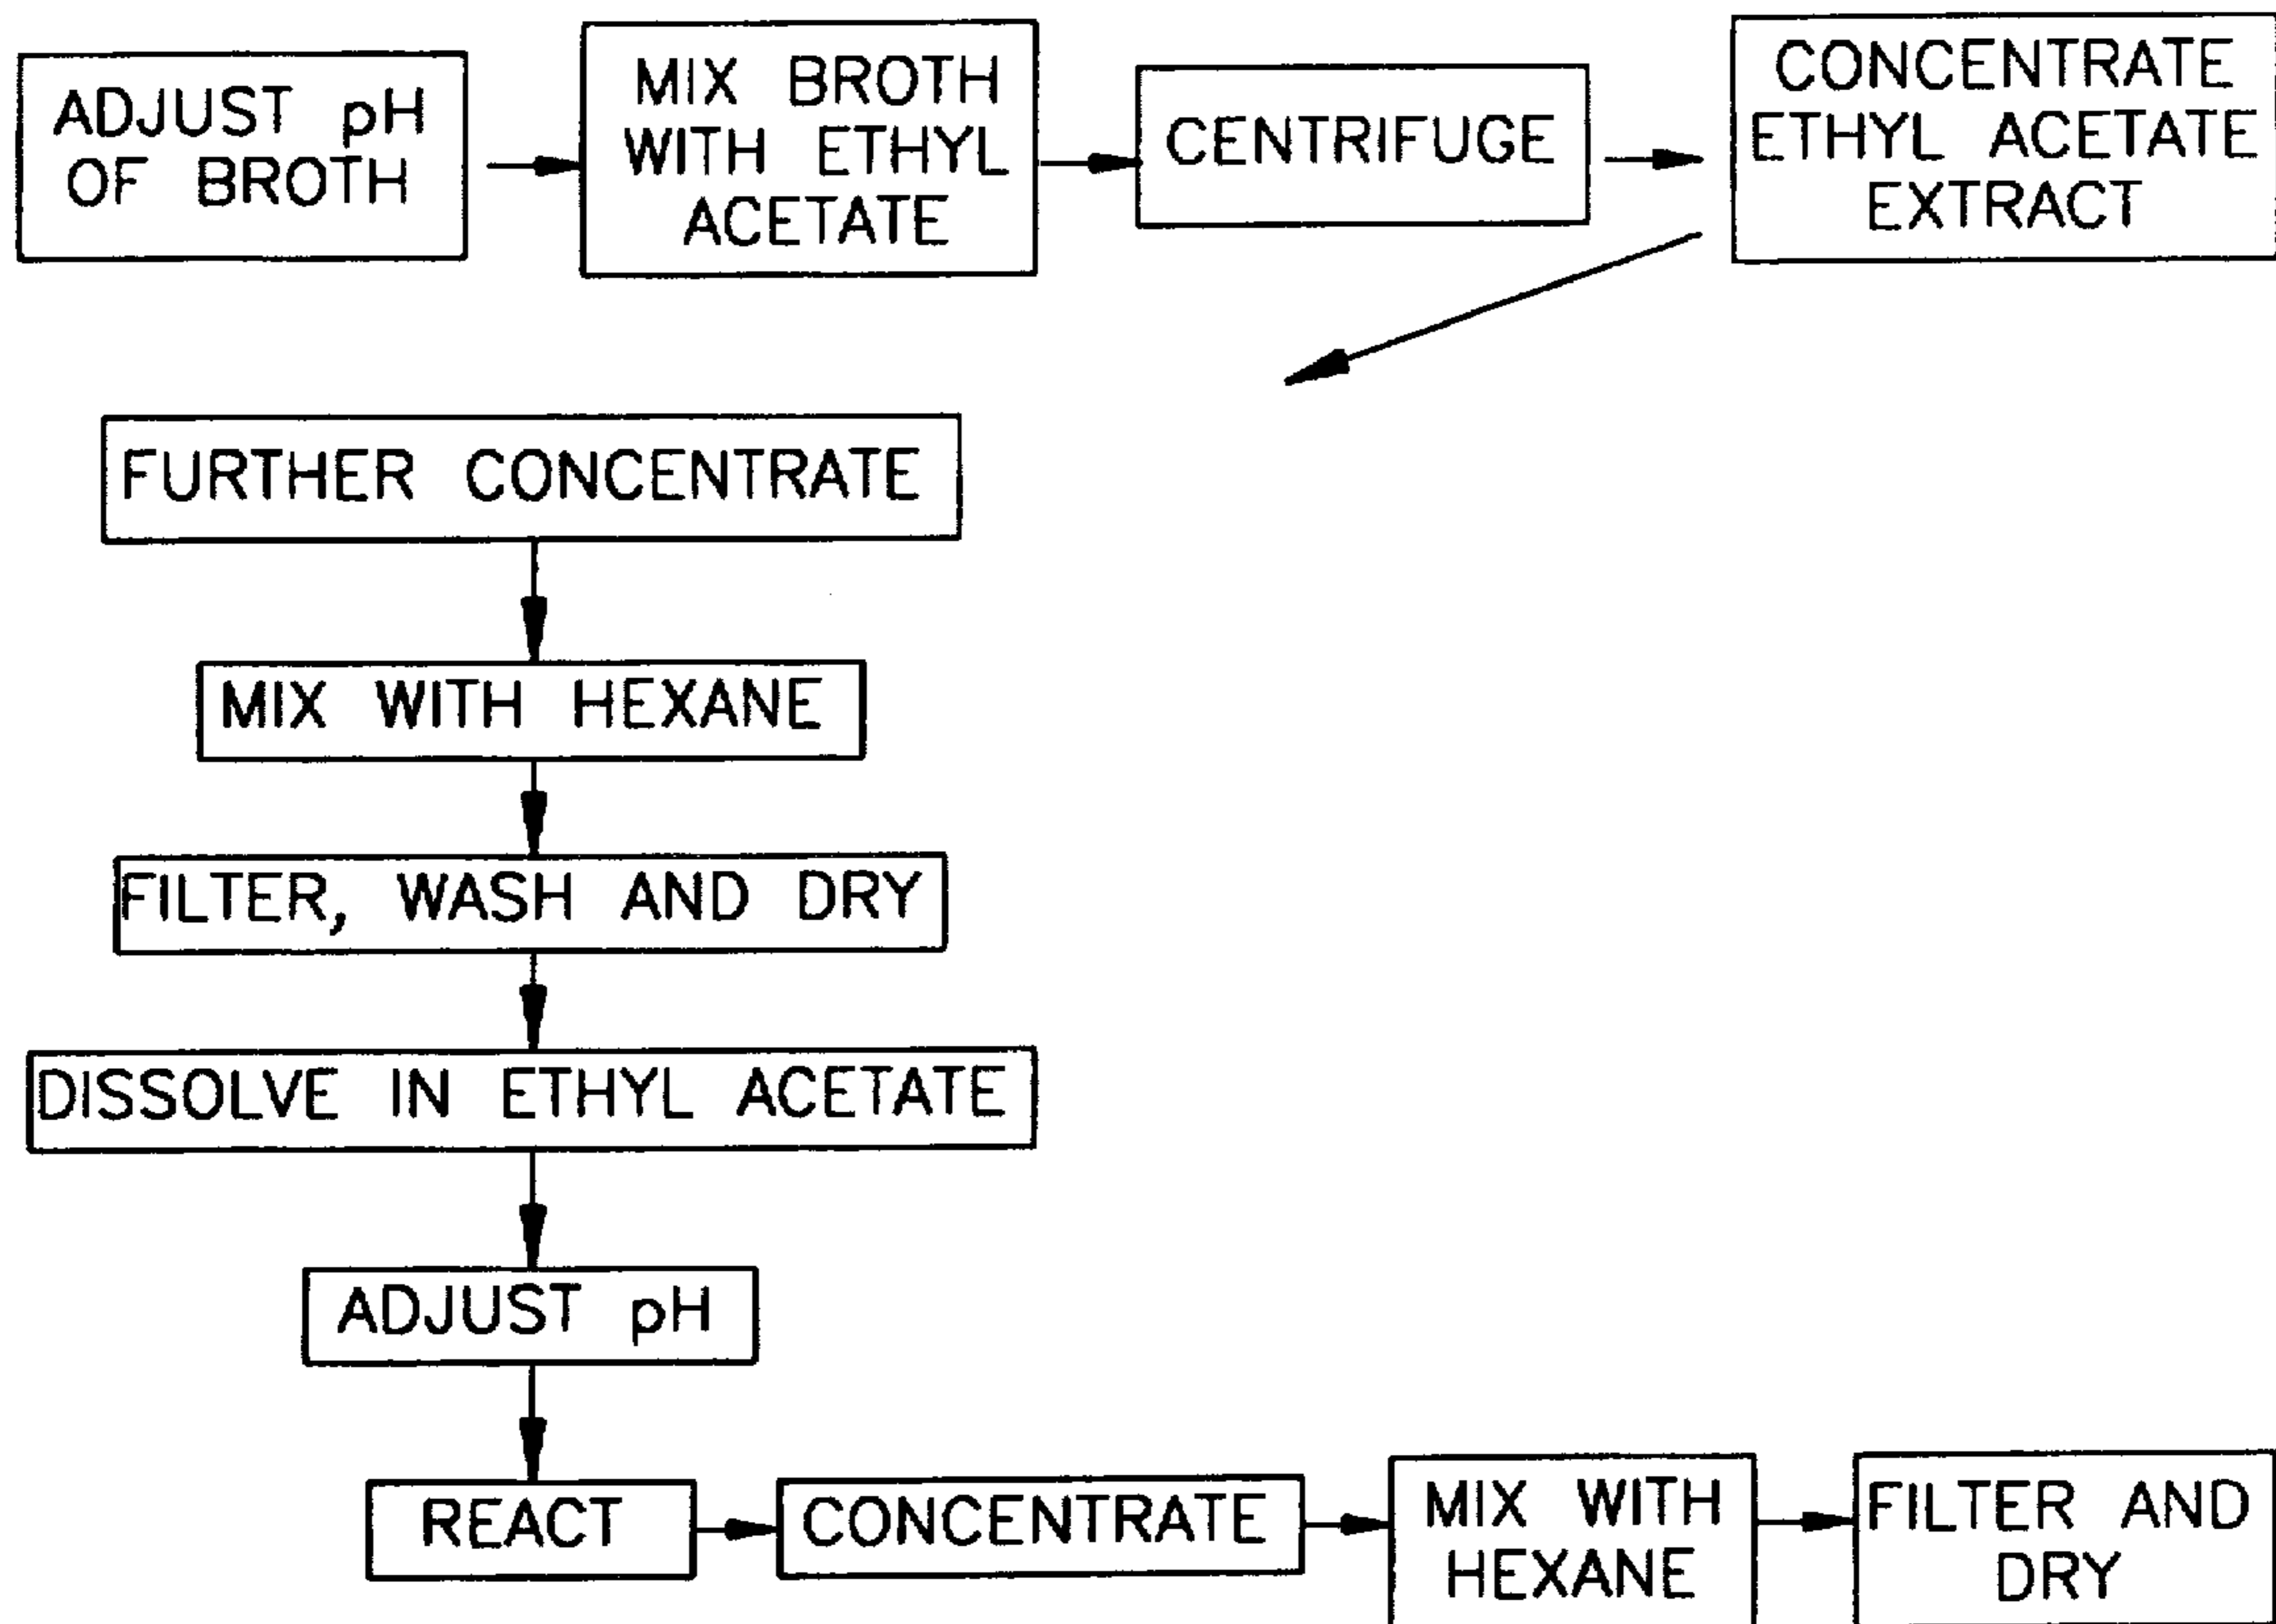 ADJUST pH
OF BROTH
MIX BROTH
WITH ETHYL
ACETATE
CENTRIFUGE
CONCENTRATE
ETHYL ACETATE
EXTRACT
FURTHER CONCENTRATE
MIX WITH HEXANE
FILTER, WASH AND DRY
DISSOLVE IN ETHYL ACETATE
ADJUST pH
REACT
CONCENTRATE
MIX WITH
HEXANE
FILTER AND
DRY